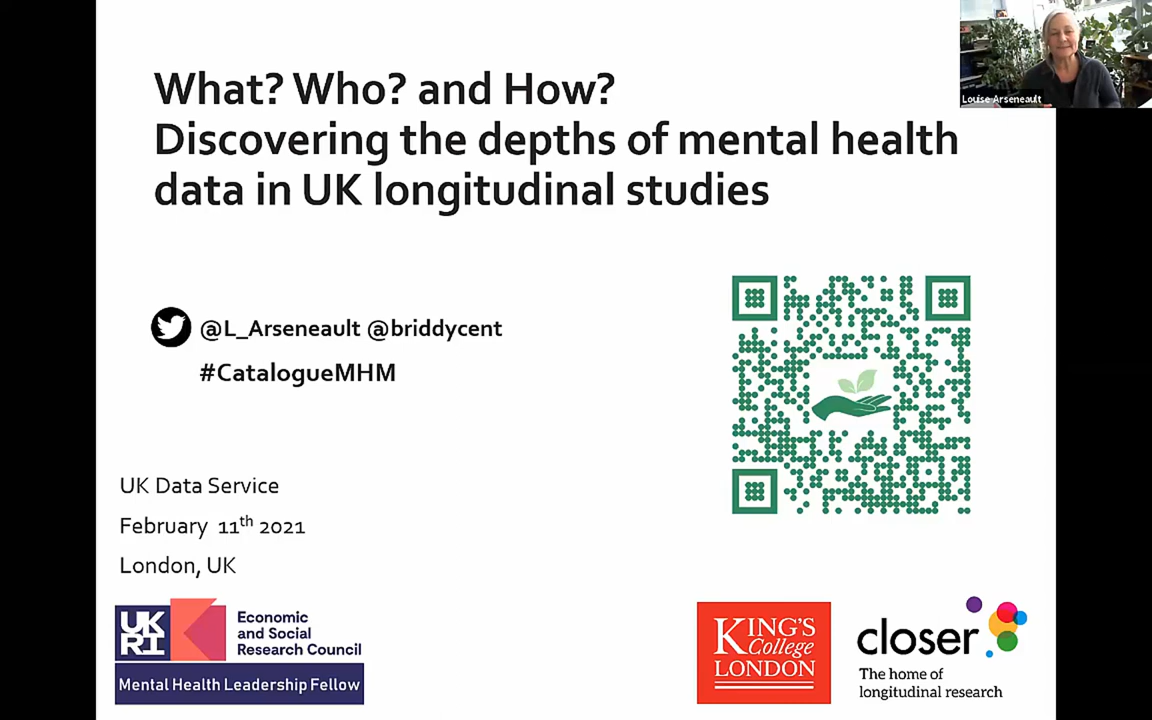 What? Who? and How?
Discovering the depths of mental health
data in UK longitudinal studies
Louise Arseneault
@L_Arseneault @briddycent
#CatalogueMHM
UK Data Service
February 11th 2021
London, UK
UK
RI
Economic
and Social
Research Council
Mental Health Leadership Fellow
KING'S
College
LONDON
closer
The home of
longitudinal research